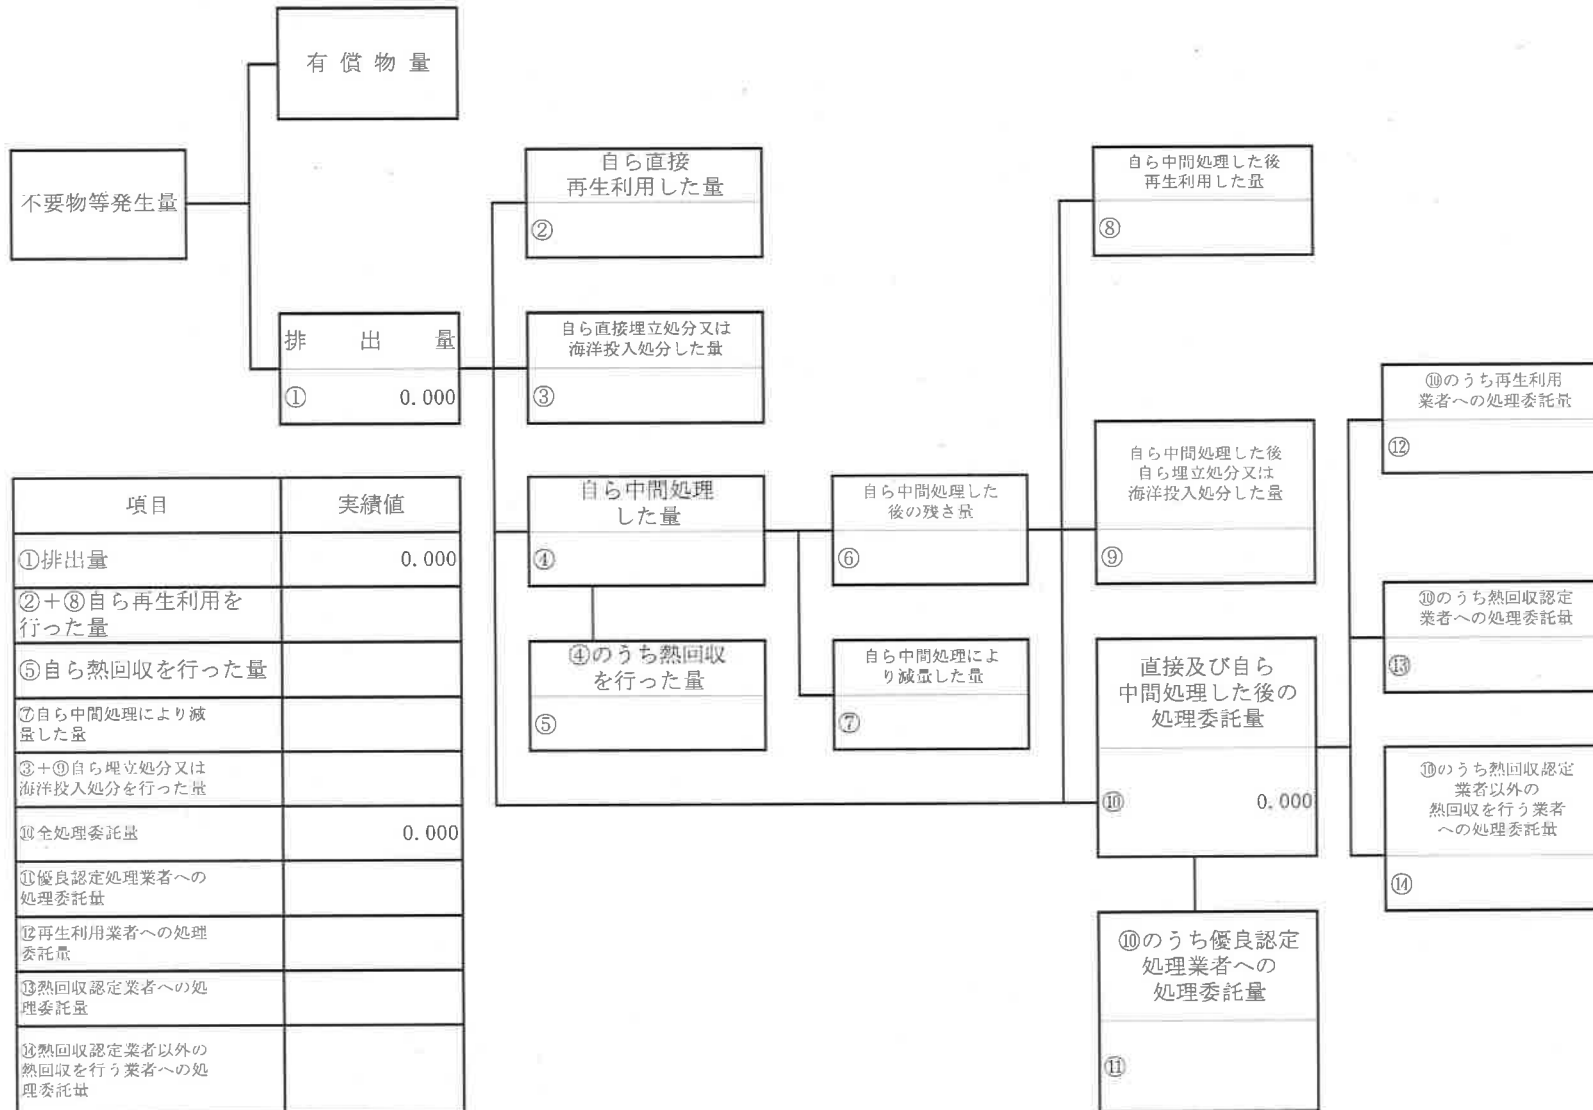 有償物量
不要物等発生量
排出量
① 0.000
自ら直接
再生利用した量
②
自ら直接埋立処分又は
海洋投入処分した量
③
自ら中間処理
した量
④
④のうち熱回収
を行った量
⑤
自ら中間処理した
後の残さ量
⑥
自ら中間処理によ
り減量した量
⑦
自ら中間処理した後
再生利用した量
⑧
自ら中間処理した後
自ら埋立処分又は
海洋投入処分した量
⑨
直接及び自ら
中間処理した後の
処理委託量
⑩ 0.000
⑩のうち優良認定
処理業者への
処理委託量
⑪
⑩のうち再生利用
業者への処理委託量
⑫
⑩のうち熱回収認定
業者への処理委託量
⑬
⑩のうち熱回収認定
業者以外の
熱回収を行う業者
への処理委託量
⑭
項目 実績値
①排出量 0.000
②+⑧自ら再生利用を
行った量
⑤自ら熱回収を行った量
⑦自ら中間処理により減
量した量
③+⑨自ら埋立処分又は
海洋投入処分を行った量
⑩全処理委託量 0.000
⑪優良認定処理業者への
処理委託量
⑫再生利用業者への処理
委託量
⑬熱回収認定業者への処
理委託量
⑭熱回収認定業者以外の
熱回収を行う業者への処
理委託量